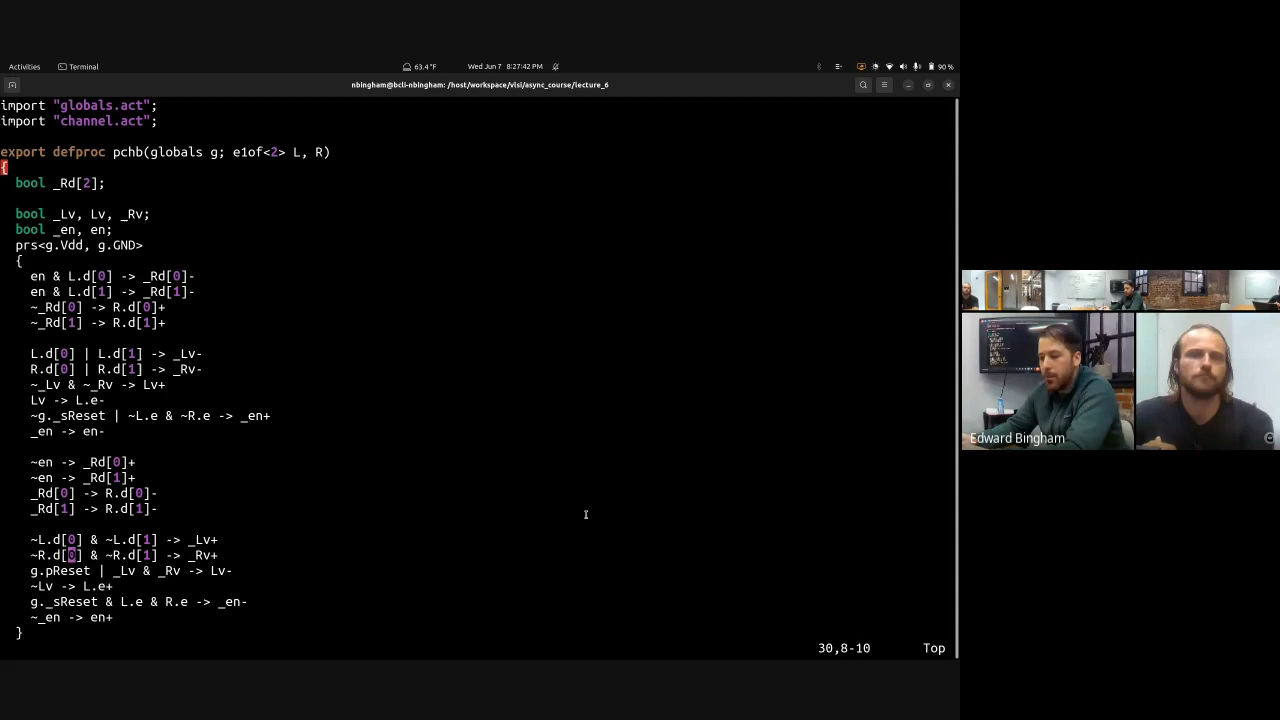 Activities
Terminal
63.4 °F
Wed Jun 7 8:27:42 PM
90 %
nbingham@bcli-nbingham: /host/workspace/vlsi/async_course/lecture_6
import "globals.act";
import "channel.act";
export defproc pchb(globals g; e1of<2> L, R)
{
bool _Rd[2];
bool _Lv, Lv, _Rv;
bool _en, en;
prs<g.Vdd, g.GND>
{
en & L.d[0] -> _Rd[0]-
en & L.d[1] -> _Rd[1]-
~_Rd[0] -> R.d[0]+
~_Rd[1] -> R.d[1]+
L.d[0] | L.d[1] -> _Lv-
R.d[0] | R.d[1] -> _Rv-
~_Lv & ~_Rv -> Lv+
Lv -> L.e-
~g._sReset | ~L.e & ~R.e -> _en+
_en -> en-
~en -> _Rd[0]+
~en -> _Rd[1]+
_Rd[0] -> R.d[0]-
_Rd[1] -> R.d[1]-
~L.d[0] & ~L.d[1] -> _Lv+
~R.d[0] & ~R.d[1] -> _Rv+
g.pReset | _Lv & _Rv -> Lv-
~Lv -> L.e+
g._sReset & L.e & R.e -> _en-
~_en -> en+
}
30,8-10
Top
Edward Bingham